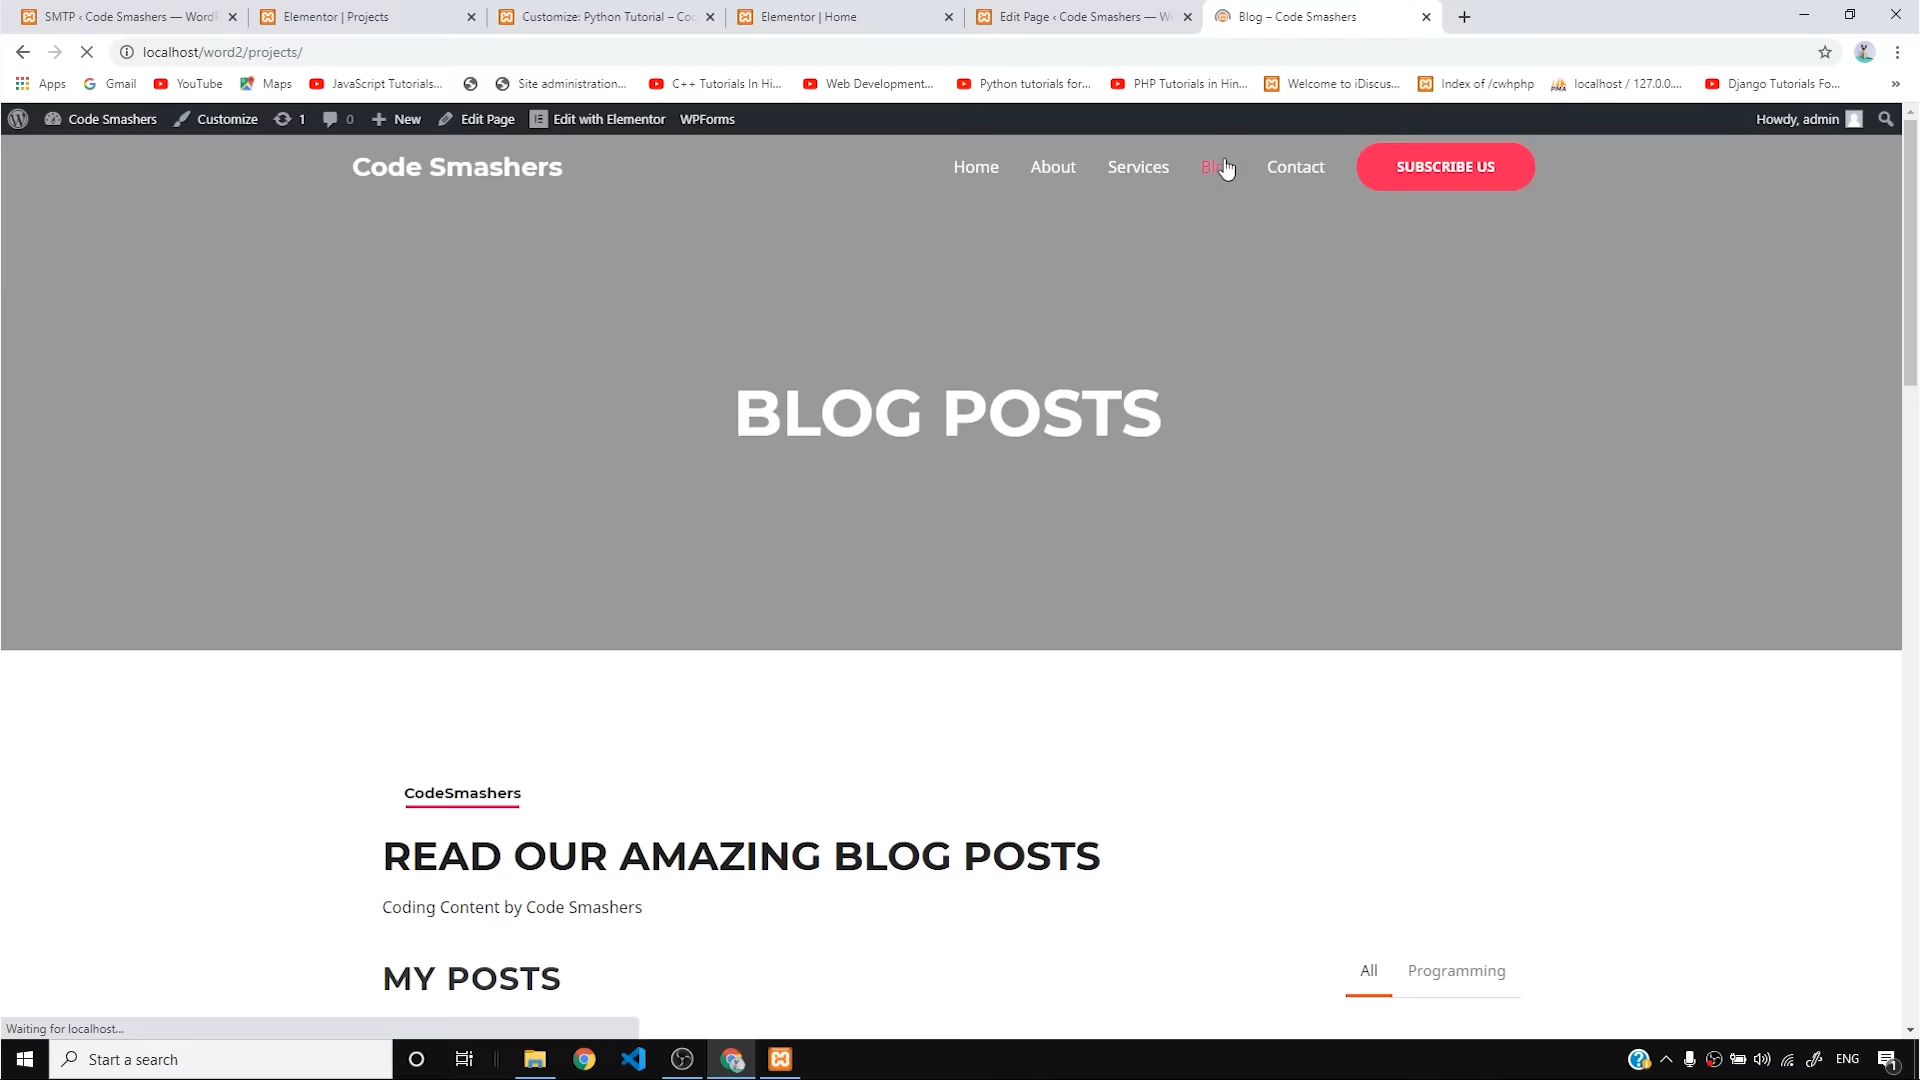 SMTP ‹ Code Smashers — WordP
Elementor | Projects
Customize: Python Tutorial – Co
Elementor | Home
Edit Page ‹ Code Smashers — W
Blog – Code Smashers
localhost/word2/projects/
Apps
Gmail
YouTube
Maps
JavaScript Tutorials...
Site administration...
C++ Tutorials In Hi...
Web Development...
Python tutorials for...
PHP Tutorials in Hin...
Welcome to iDiscus...
Index of /cwhphp
localhost / 127.0.0....
Django Tutorials Fo...
»
Code Smashers
Customize
1
0
New
Edit Page
Edit with Elementor
WPForms
Howdy, admin
Code Smashers
Home
About
Services
Contact
SUBSCRIBE US
BLOG POSTS
CodeSmashers
READ OUR AMAZING BLOG POSTS
Coding Content by Code Smashers
MY POSTS
All
Programming
Waiting for localhost...
Start a search
ENG
1